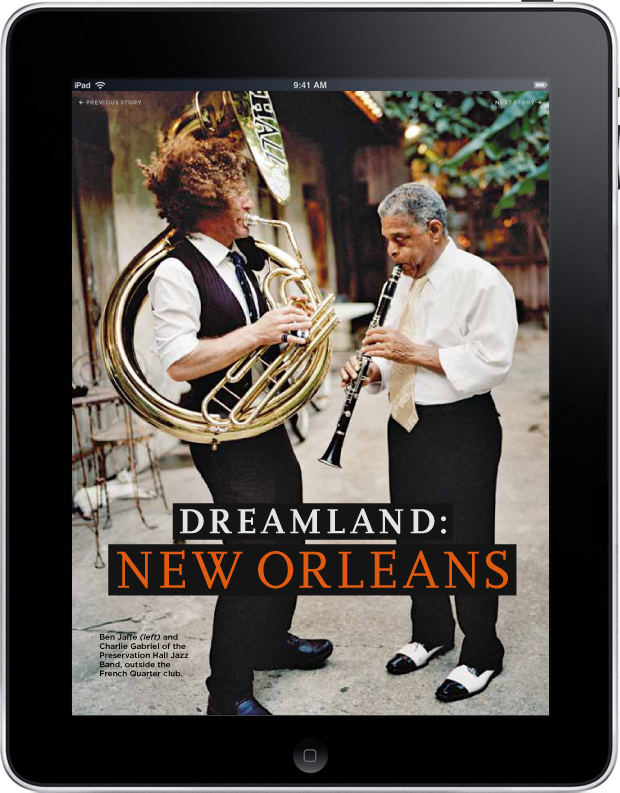 iPad 9:41 AM
← PREVIOUS STORY NEXT STORY →
HALL
DREAMLAND:
NEW ORLEANS
Ben Jaffe (left) and
Charlie Gabriel of the
Preservation Hall Jazz
Band, outside the
French Quarter club.